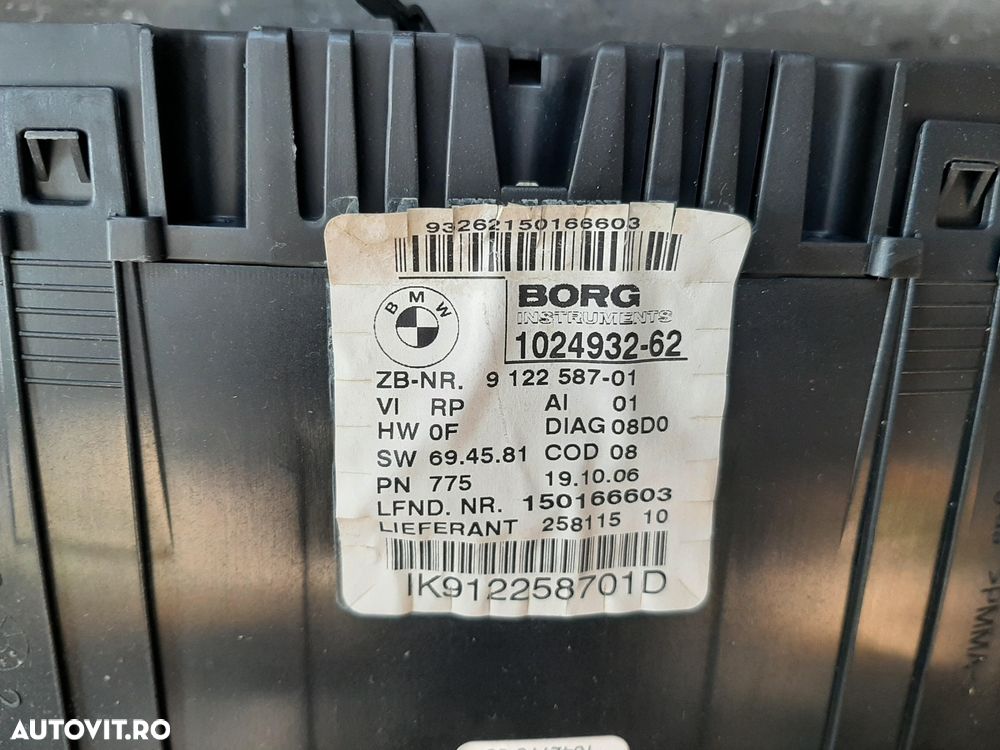 93262150166603
BMW
BORG
INSTRUMENTS
1024932-62
ZB-NR. 9 122 587-01
VI RP AI 01
HW 0F DIAG 08D0
SW 69.45.81 COD 08
PN 775 19.10.06
LFND. NR. 150166603
LIEFERANT 258115 10
IK912258701D
AUTOVIT.RO